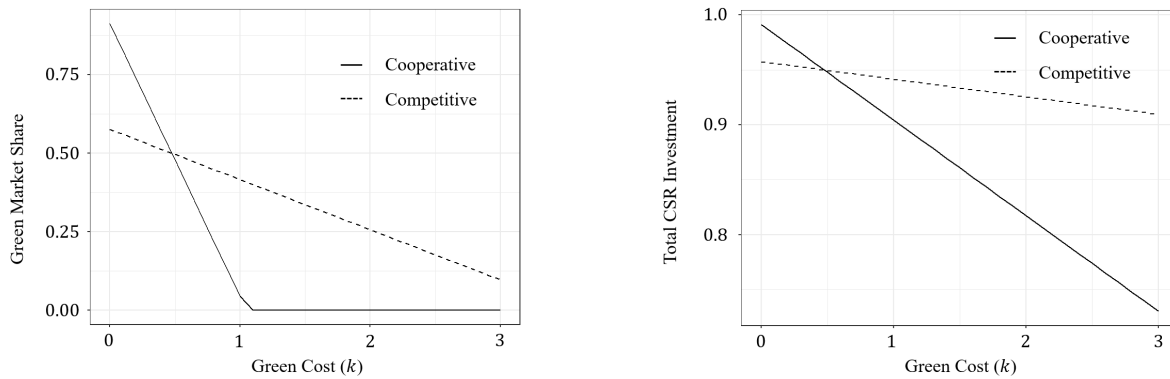 Green Market Share
0.75
0.50
0.25
0.00
Cooperative
Competitive
0 1 2 3
Green Cost (k)
Total CSR Investment
1.0
0.9
0.8
Cooperative
Competitive
0 1 2 3
Green Cost (k)